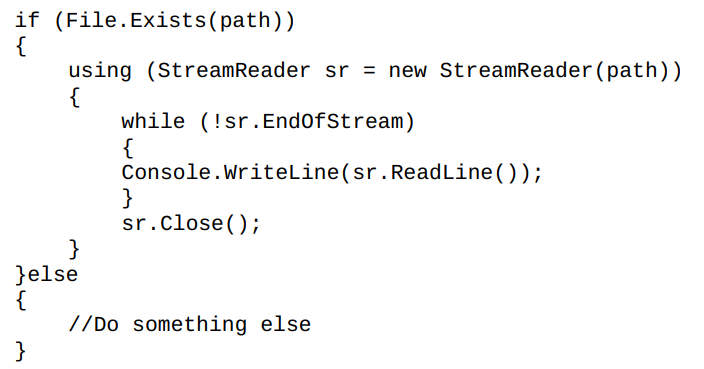 if (File.Exists(path))
{
using (StreamReader sr = new StreamReader(path))
{
while (!sr.EndOfStream)
{
Console.WriteLine(sr.ReadLine());
}
sr.Close();
}
}else
{
//Do something else
}